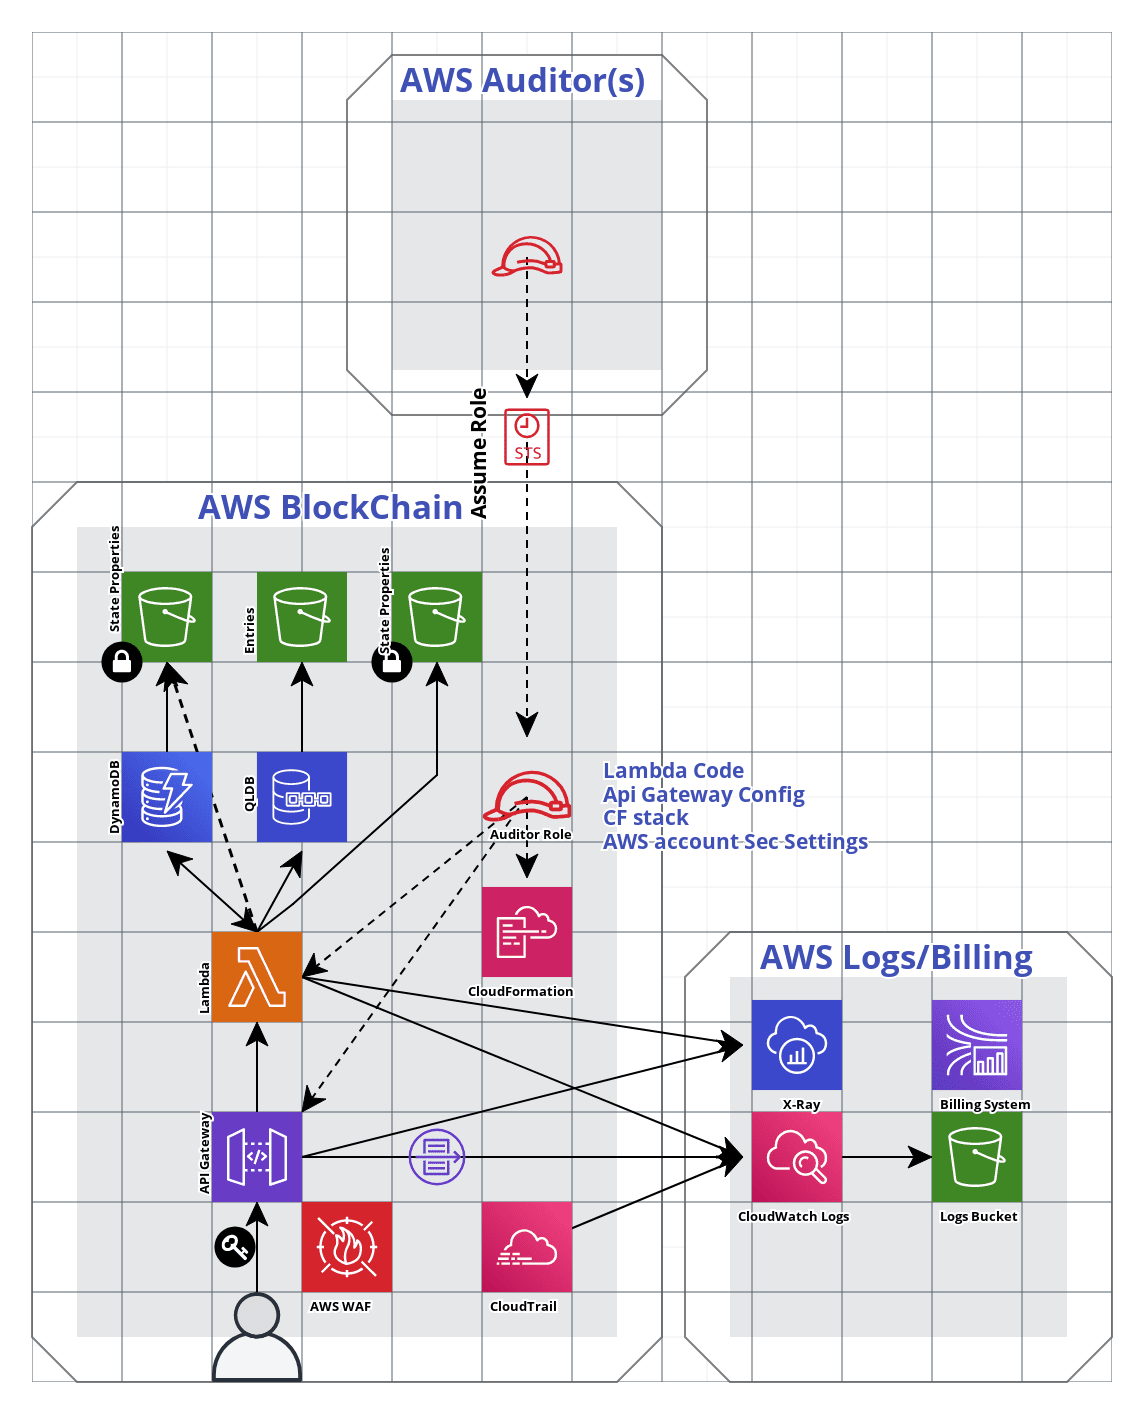 AWS Auditor(s)
Assume Role
STS
AWS BlockChain
State Properties
Entries
State Properties
DynamoDB
QLDB
Auditor Role
Lambda Code
Api Gateway Config
CF stack
AWS account Sec Settings
Lambda
CloudFormation
AWS Logs/Billing
X-Ray
Billing System
API Gateway
</>
CloudWatch Logs
Logs Bucket
AWS WAF
CloudTrail